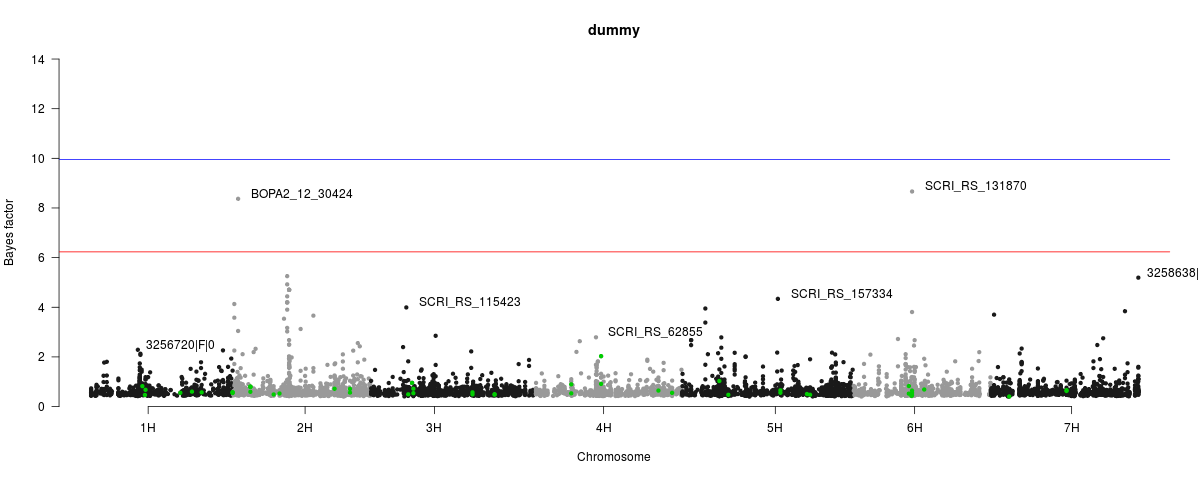 dummy
14
12
10
8
6
4
2
0
Bayes factor
BOPA2_12_30424
SCRI_RS_131870
3258638|
SCRI_RS_157334
SCRI_RS_115423
SCRI_RS_62855
3256720|F|0
1H
2H
3H
4H
5H
6H
7H
Chromosome